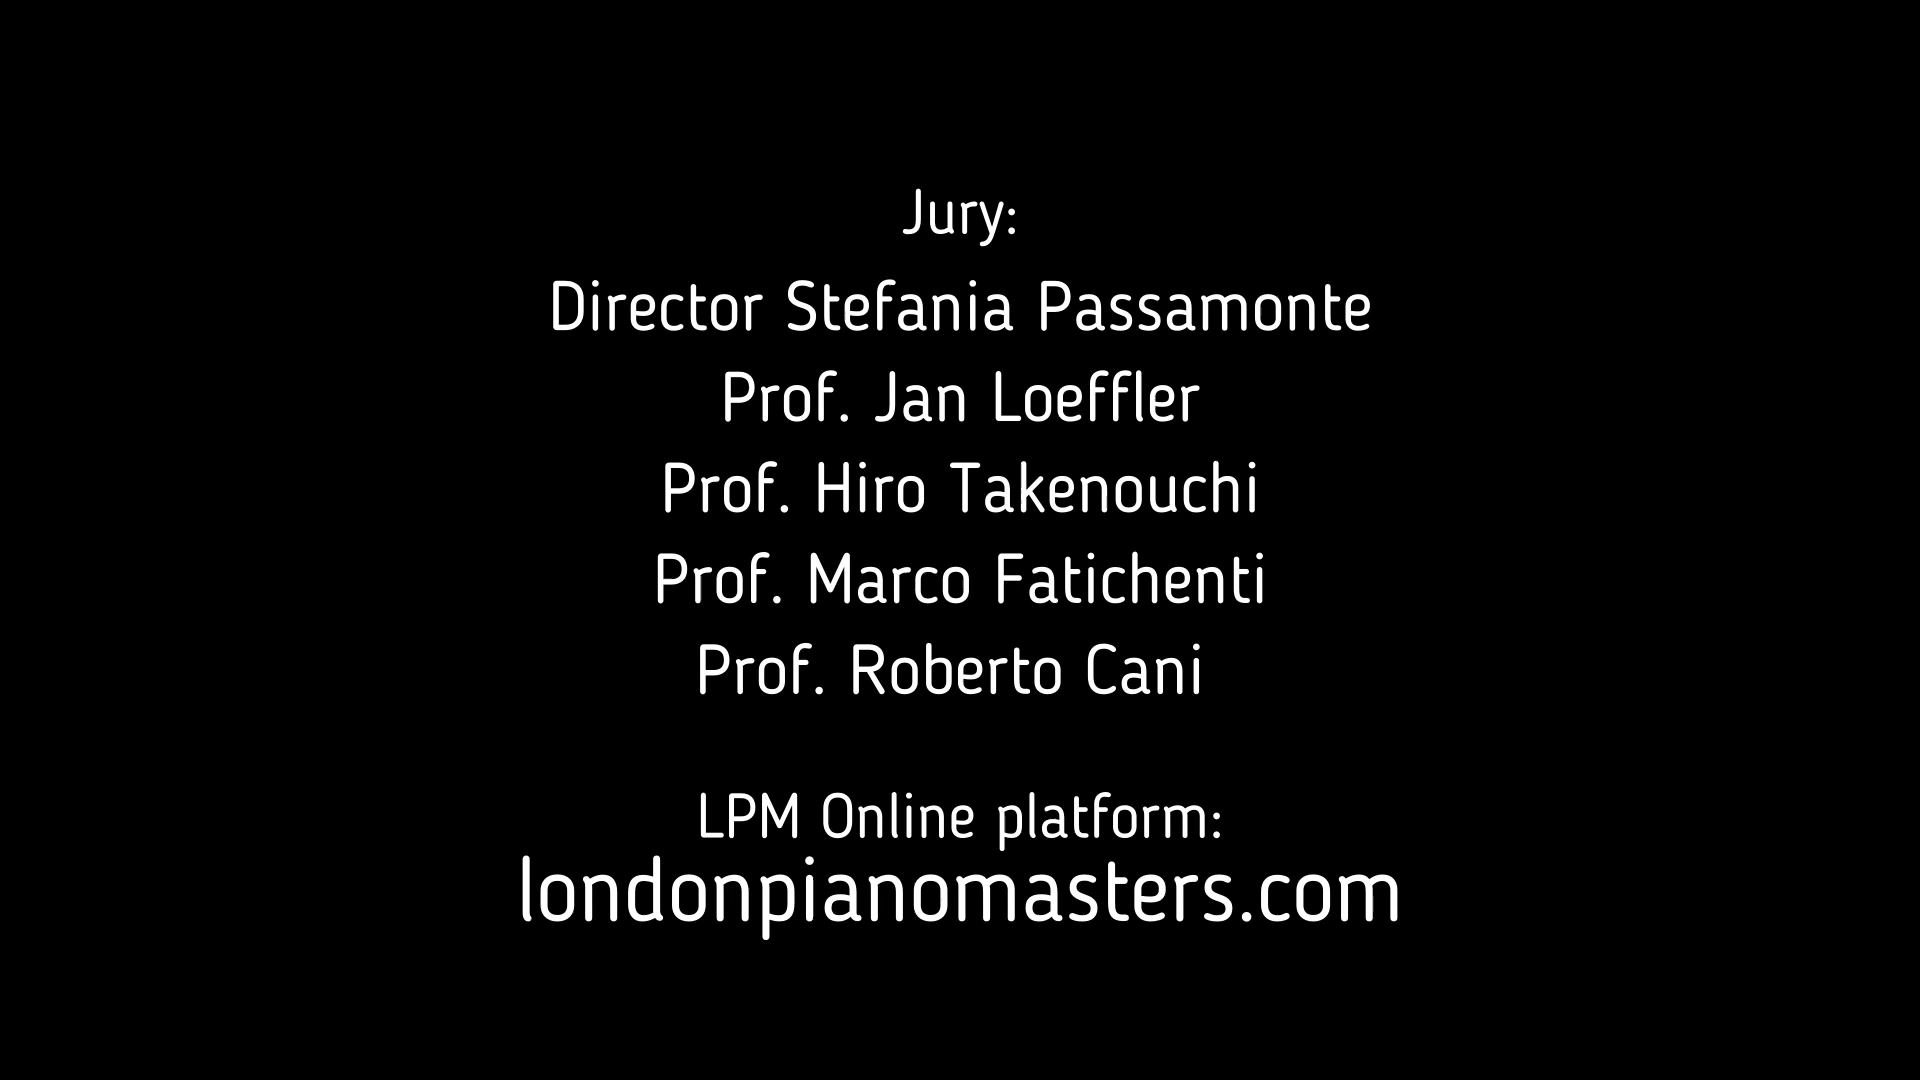 Jury:
Director Stefania Passamonte
Prof. Jan Loeffler
Prof. Hiro Takenouchi
Prof. Marco Fatichenti
Prof. Roberto Cani
LPM Online platform:
londonpianomasters.com